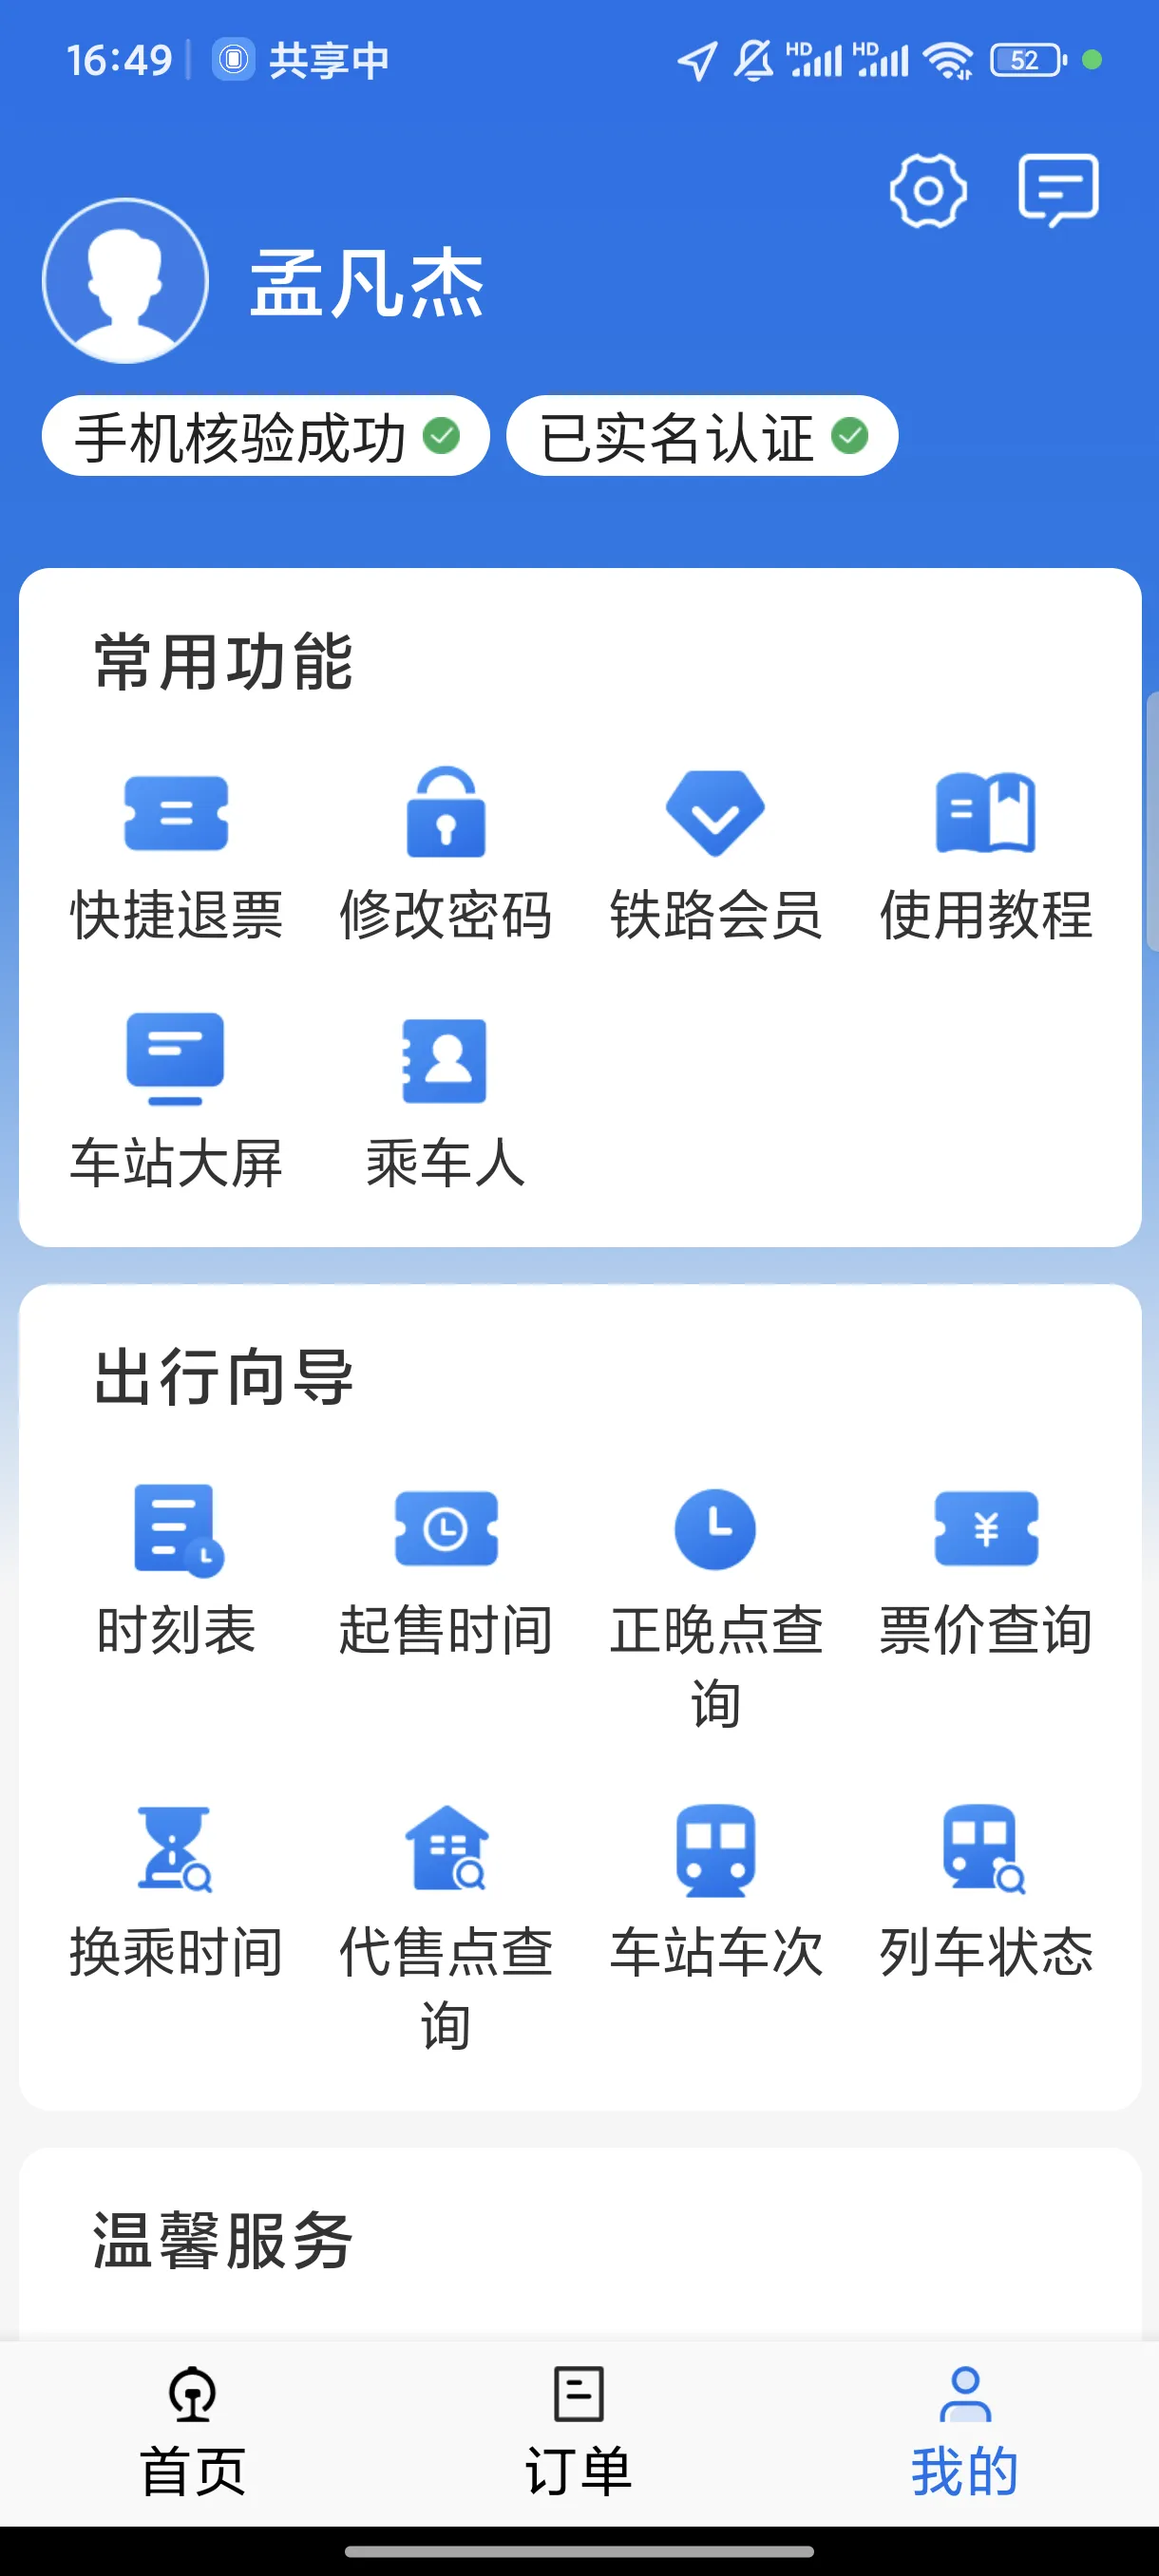 16:49 共享中 HD HD 52
孟凡杰
手机核验成功 已实名认证
常用功能
快捷退票 修改密码 铁路会员 使用教程
车站大屏 乘车人
出行向导
¥
时刻表 起售时间 正晚点查询 票价查询
换乘时间 代售点查询 车站车次 列车状态
温馨服务
首页 订单 我的